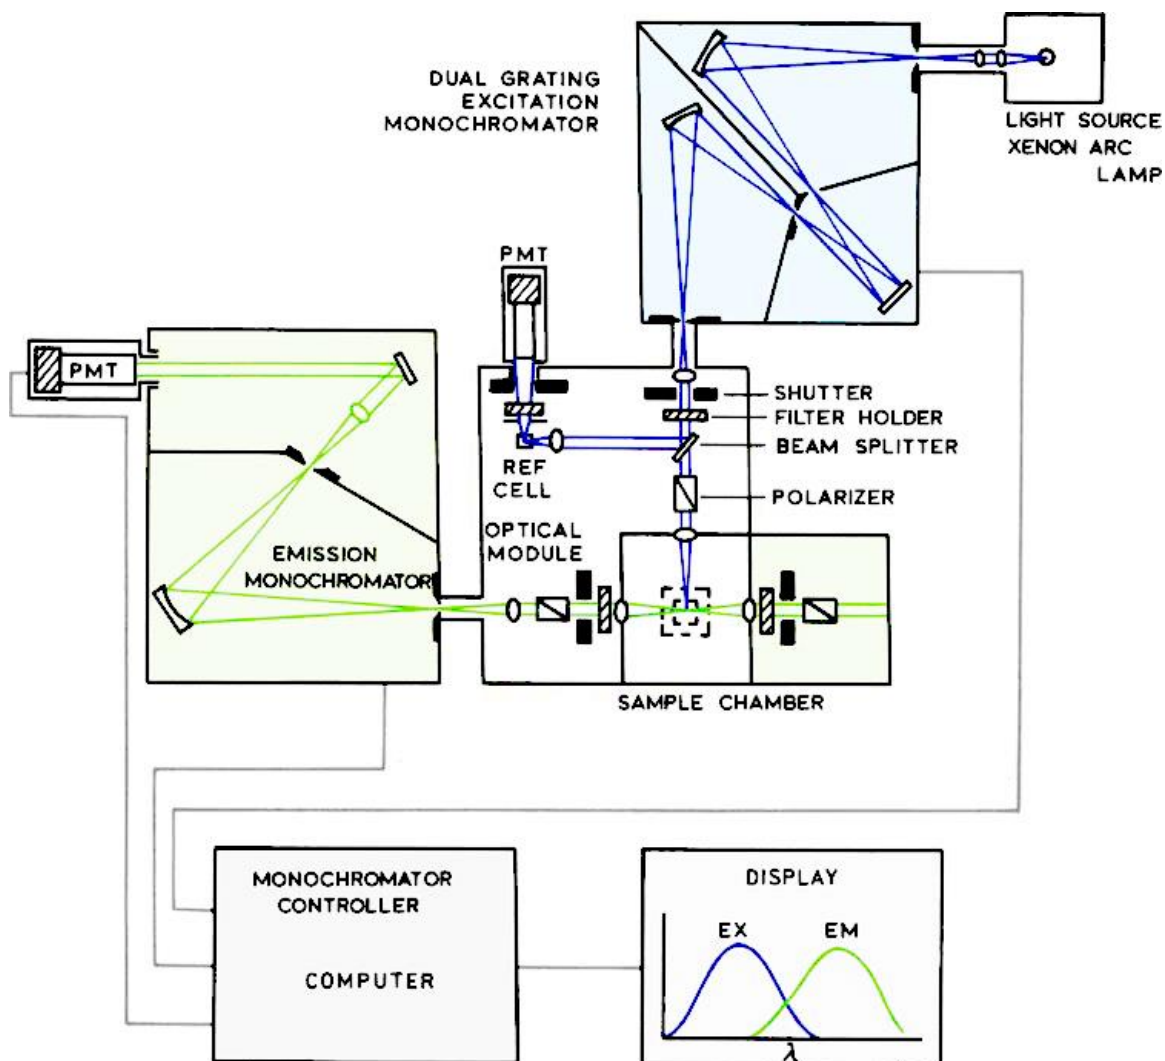 DUAL GRATING
EXCITATION
MONOCHROMATOR
LIGHT SOURCE
XENON ARC
LAMP
PMT
PMT
SHUTTER
FILTER HOLDER
BEAM SPLITTER
REF
CELL
POLARIZER
OPTICAL
MODULE
EMISSION
MONOCHROMATOR
SAMPLE CHAMBER
MONOCHROMATOR
CONTROLLER
COMPUTER
DISPLAY
EX
EM
λ